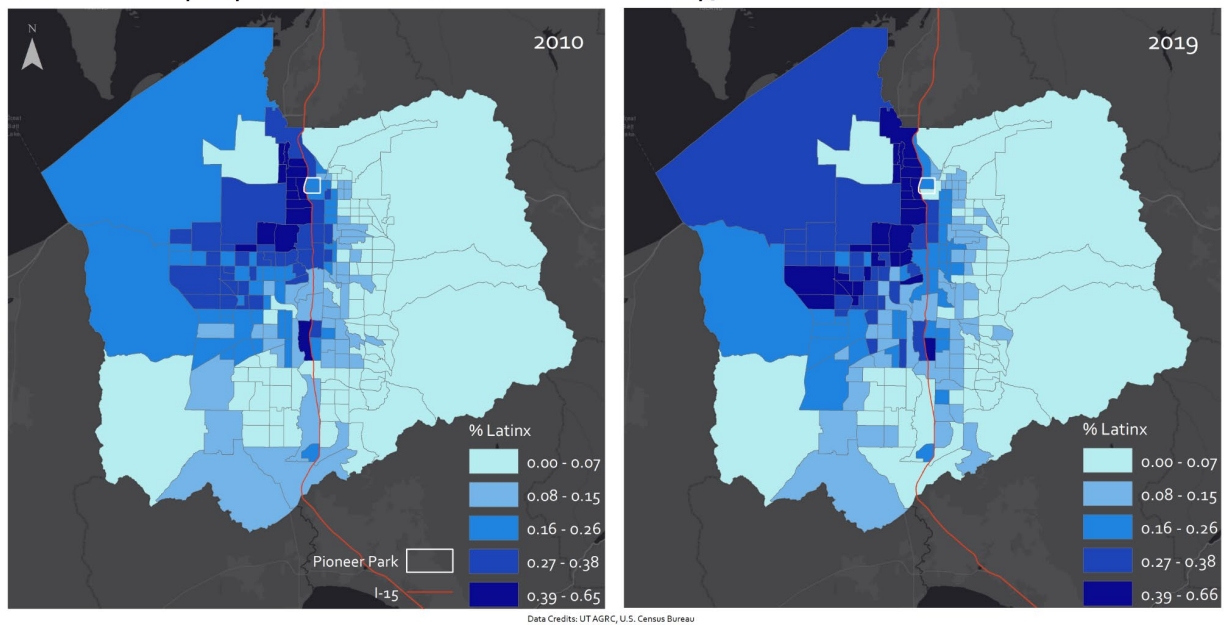 N
2010
% Latinx
0.00 - 0.07
0.08 - 0.15
0.16 - 0.26
0.27 - 0.38
0.39 - 0.65
Pioneer Park
I-15
2019
% Latinx
0.00 - 0.07
0.08 - 0.15
0.16 - 0.26
0.27 - 0.38
0.39 - 0.66
Data Credits: UT AGRC, U.S. Census Bureau